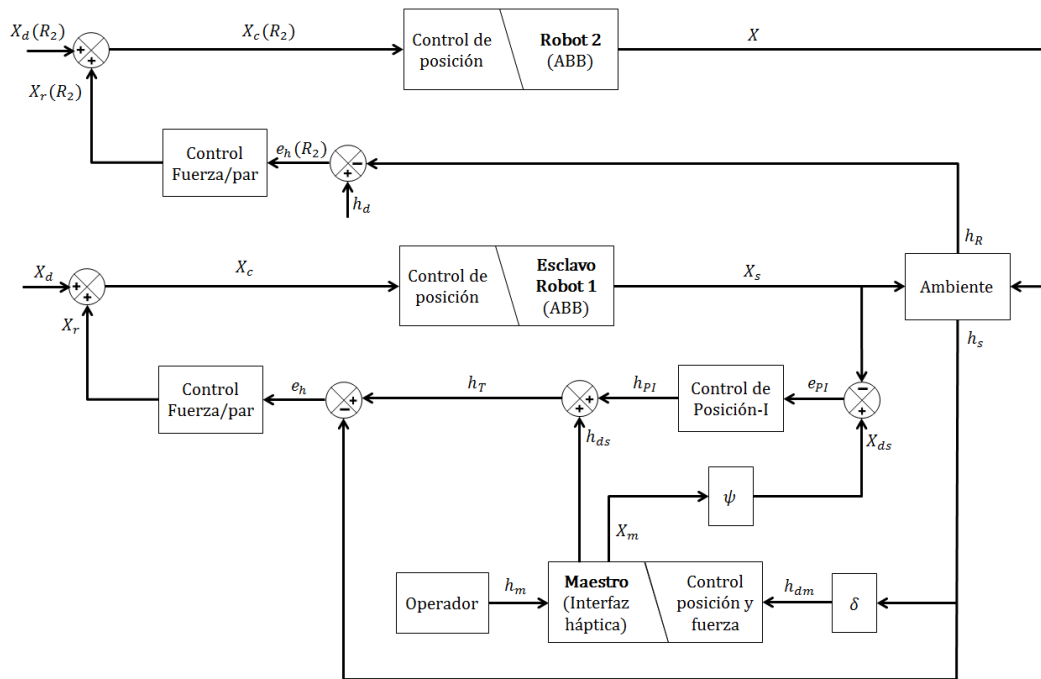 X_d(R_2)
+
+
X_c(R_2)
Control de
posición
Robot 2
(ABB)
X
X_r(R_2)
Control
Fuerza/par
e_h(R_2)
−
+
h_d
h_R
X_d
+
+
X_c
Control de
posición
Esclavo
Robot 1
(ABB)
X_s
Ambiente
X_r
h_s
Control
Fuerza/par
e_h
+
−
h_T
+
+
h_PI
Control de
Posición-I
e_PI
−
+
h_ds
X_ds
ψ
X_m
Operador
h_m
Maestro
(Interfaz
háptica)
Control
posición y
fuerza
h_dm
δ